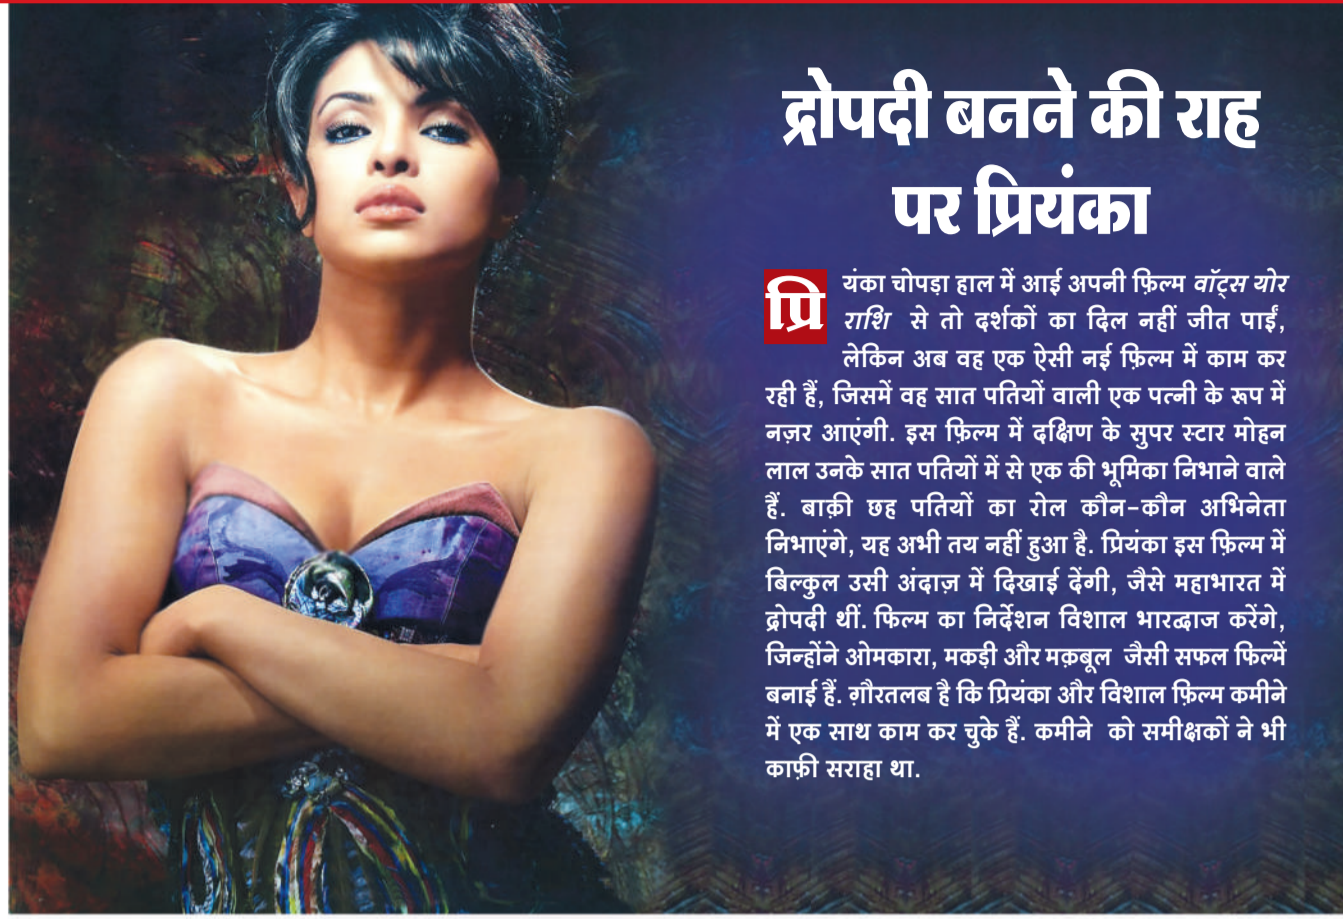 द्रोपदी बनने की राह
पर प्रियंका
प्रियंका चोपड़ा हाल में आई अपनी फ़िल्म वॉट्स योर
राशि से तो दर्शकों का दिल नहीं जीत पाईं,
लेकिन अब वह एक ऐसी नई फ़िल्म में काम कर
रही हैं, जिसमें वह सात पतियों वाली एक पत्नी के रूप में
नज़र आएंगी. इस फ़िल्म में दक्षिण के सुपर स्टार मोहन
लाल उनके सात पतियों में से एक की भूमिका निभाने वाले
हैं. बाक़ी छह पतियों का रोल कौन-कौन अभिनेता
निभाएंगे, यह अभी तय नहीं हुआ है. प्रियंका इस फ़िल्म में
बिल्कुल उसी अंदाज़ में दिखाई देंगी, जैसे महाभारत में
द्रोपदी थीं. फिल्म का निर्देशन विशाल भारद्वाज करेंगे,
जिन्होंने ओमकारा, मकड़ी और मक़बूल जैसी सफल फिल्में
बनाई हैं. ग़ौरतलब है कि प्रियंका और विशाल फ़िल्म कमीने
में एक साथ काम कर चुके हैं. कमीने को समीक्षकों ने भी
काफ़ी सराहा था.